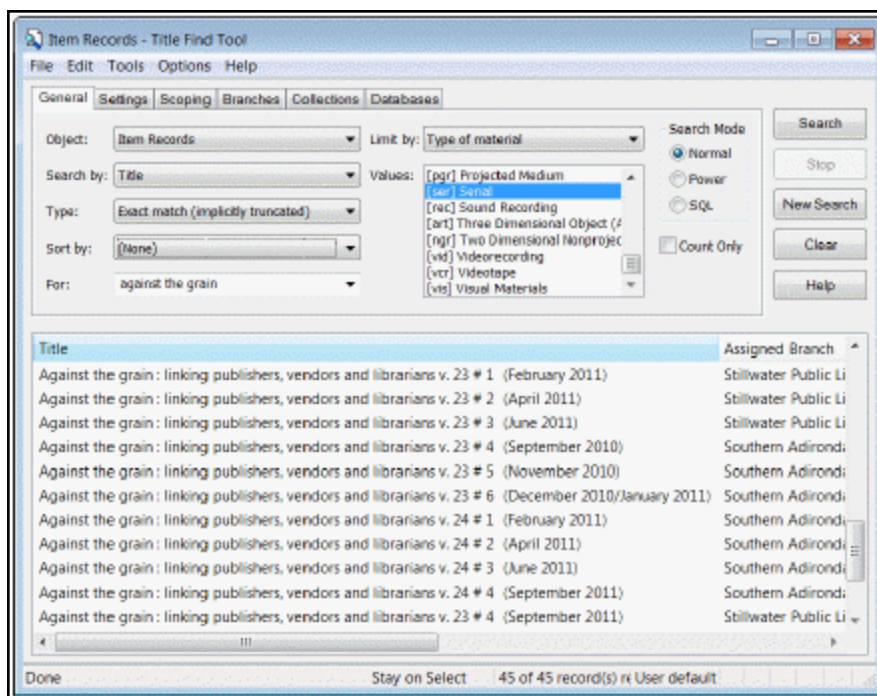 Item Records - Title Find Tool
File Edit Tools Options Help
General Settings Scoping Branches Collections Databases
Object: Item Records Limit by: Type of material Search Mode Search
Search by: Title Values: [pgr] Projected Medium Normal Stop
[ser] Serial Power
Type: Exact match (implicitly truncated) [rec] Sound Recording SQL New Search
[art] Three Dimensional Object (A
Sort by: (None) [ngr] Two Dimensional Nonprojec Count Only Clear
[vid] Videorecording
For: against the grain [vcr] Videotape Help
[vis] Visual Materials
Title Assigned Branch
Against the grain : linking publishers, vendors and librarians v. 23 # 1 (February 2011) Stillwater Public Li
Against the grain : linking publishers, vendors and librarians v. 23 # 2 (April 2011) Stillwater Public Li
Against the grain : linking publishers, vendors and librarians v. 23 # 3 (June 2011) Stillwater Public Li
Against the grain : linking publishers, vendors and librarians v. 23 # 4 (September 2010) Southern Adironda
Against the grain : linking publishers, vendors and librarians v. 23 # 5 (November 2010) Southern Adironda
Against the grain : linking publishers, vendors and librarians v. 23 # 6 (December 2010/January 2011) Southern Adironda
Against the grain : linking publishers, vendors and librarians v. 24 # 1 (February 2011) Southern Adironda
Against the grain : linking publishers, vendors and librarians v. 24 # 2 (April 2011) Southern Adironda
Against the grain : linking publishers, vendors and librarians v. 24 # 3 (June 2011) Southern Adironda
Against the grain : linking publishers, vendors and librarians v. 24 # 4 (September 2011) Southern Adironda
Against the grain : linking publishers, vendors and librarians v. 23 # 4 (September 2011) Stillwater Public Li
Done Stay on Select 45 of 45 record(s) re User default